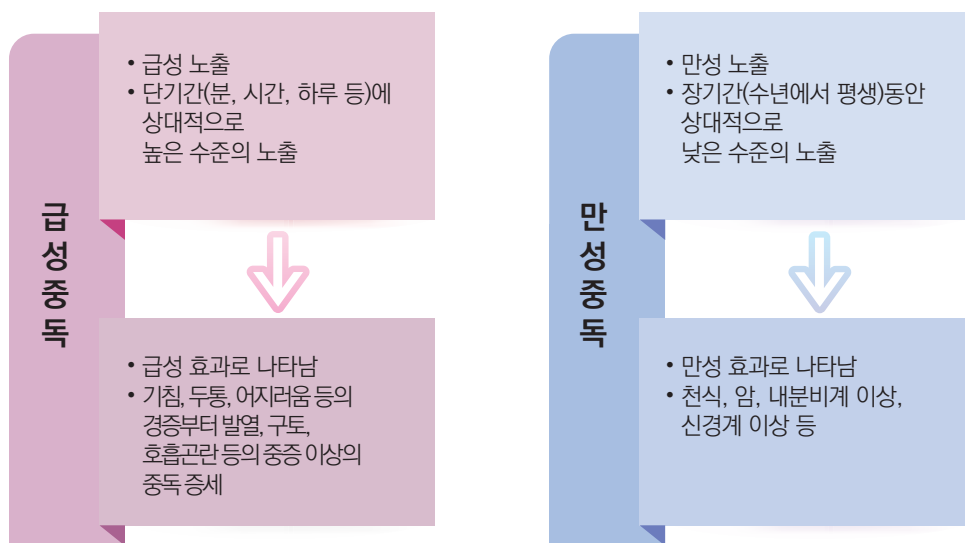 급성중독
• 급성 노출
• 단기간(분, 시간, 하루 등)에
상대적으로
높은 수준의 노출
• 급성 효과로 나타남
• 기침, 두통, 어지러움 등의
경증부터 발열, 구토,
호흡곤란 등의 중증 이상의
중독 증세
만성중독
• 만성 노출
• 장기간(수년에서 평생)동안
상대적으로
낮은 수준의 노출
• 만성 효과로 나타남
• 천식, 암, 내분비계 이상,
신경계 이상 등